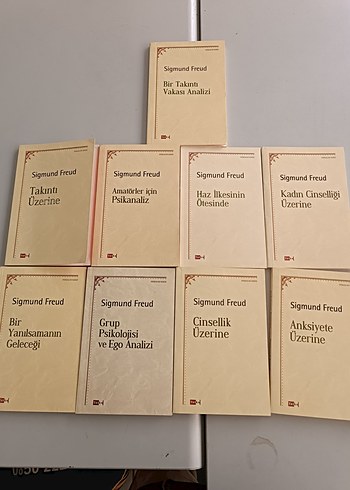 Sigmund Freud
Bir Takıntı
Vakası Analizi
Sigmund Freud
Takıntı
Üzerine
Sigmund Freud
Amatörler için
Psikanaliz
Sigmund Freud
Haz İlkesinin
Ötesinde
Sigmund Freud
Kadın Cinselliği
Üzerine
Sigmund Freud
Bir
Yanılsamanın
Geleceği
Sigmund Freud
Grup
Psikolojisi
ve Ego Analizi
Sigmund Freud
Cinsellik
Üzerine
Sigmund Freud
Anksiyete
Üzerine